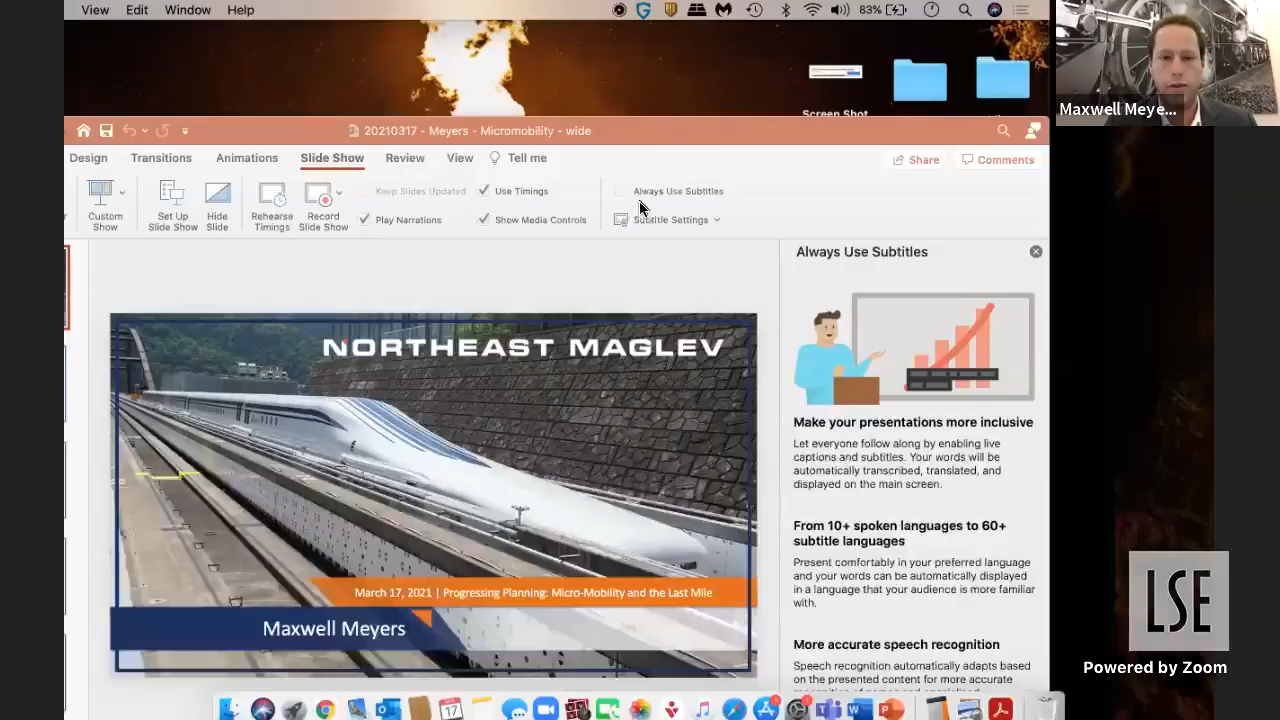 View Edit Window Help
83%
Maxwell Meye...
Screen Shot
20210317 - Meyers - Micromobility - wide
Design Transitions Animations Slide Show Review View Tell me
Share Comments
Custom Show
Set Up Slide Show
Hide Slide
Rehearse Timings
Record Slide Show
Keep Slides Updated
Use Timings
Always Use Subtitles
Play Narrations
Show Media Controls
Subtitle Settings
Always Use Subtitles
NORTHEAST MAGLEV
March 17, 2021 | Progressing Planning: Micro-Mobility and the Last Mile
Maxwell Meyers
Make your presentations more inclusive
Let everyone follow along by enabling live
captions and subtitles. Your words will be
automatically transcribed, translated, and
displayed on the main screen.
From 10+ spoken languages to 60+
subtitle languages
Present comfortably in your preferred language
and your words can be automatically displayed
in a language that your audience is more familiar
with.
More accurate speech recognition
Speech recognition automatically adapts based
on the presented content for more accurate
LSE
Powered by Zoom
17